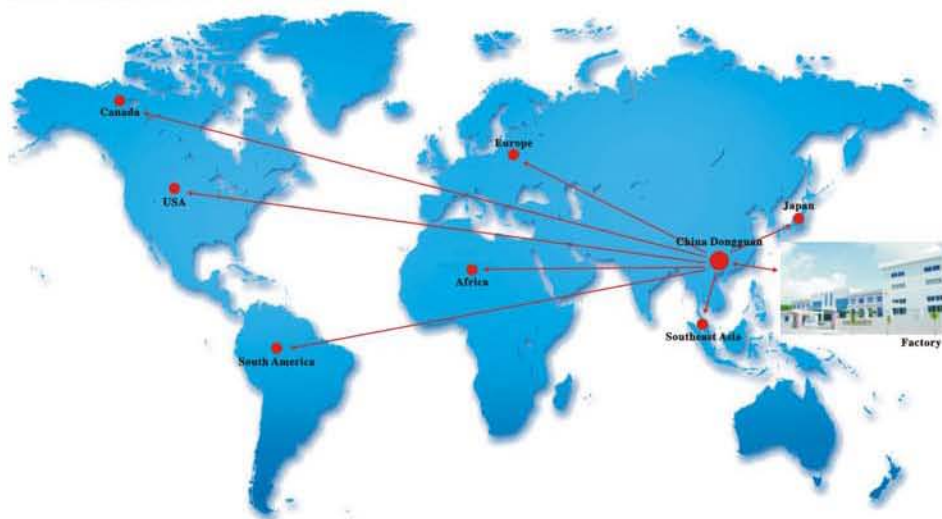 Canada
Europe
USA
Japan
China Dongguan
Africa
Southeast Asia
Factory
South America